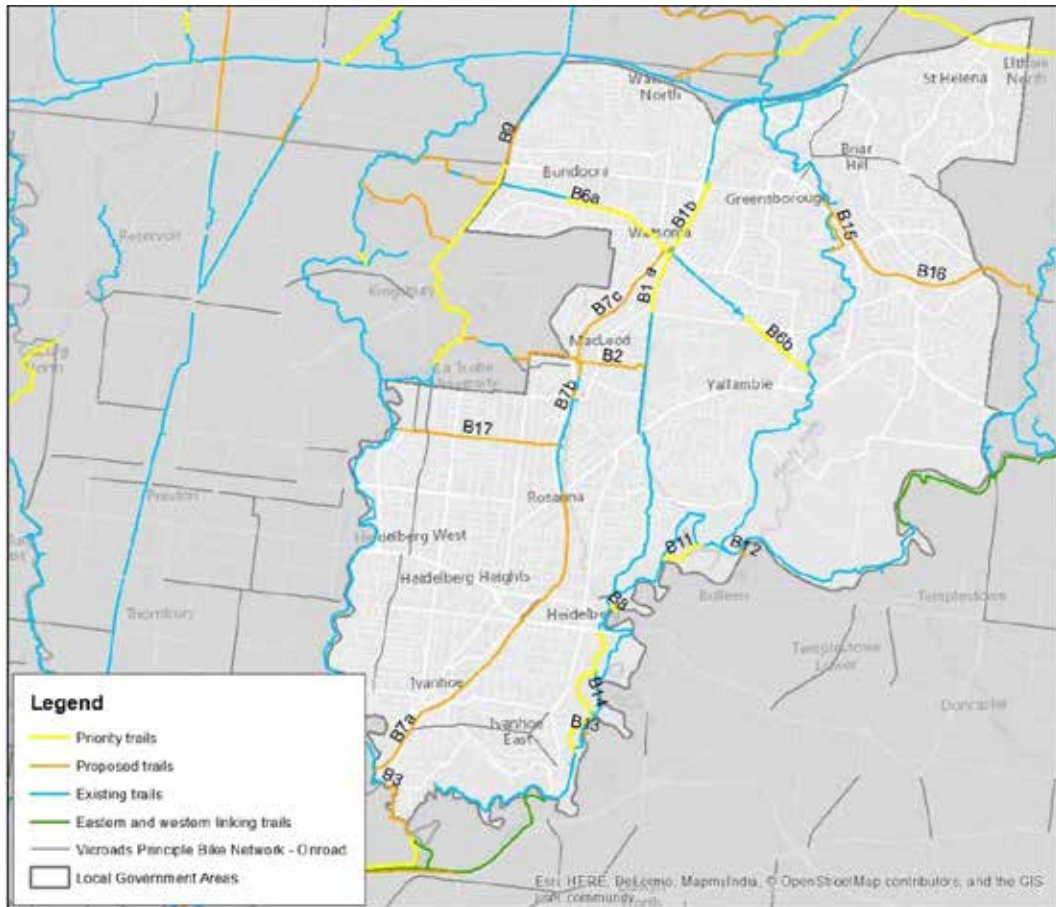 Watsonia
North
St Helena
Eltham
North
B9
Briar
Hill
Bundoora
B6a
B1b
Greensborough
Watsonia
B15
Reservoir
B16
Kingsbury
B7c
B1 a
MacLeod
B2
B6b
La Trobe
University
Yallambie
B7b
B17
Rosanna
Preston
Heidelberg West
B11
B12
Heidelberg Heights
B8
Bulleen
Templestowe
Thornbury
Heidelberg
Templestowe
Lower
Ivanhoe
B14
Doncaster
B7a
Ivanhoe
East
B13
B3
Legend
Priority trails
Proposed trails
Existing trails
Eastern and western linking trails
Vicroads Principle Bike Network - Onroad
Local Government Areas
Esri, HERE, DeLorme, MapmyIndia, © OpenStreetMap contributors, and the GIS
user community